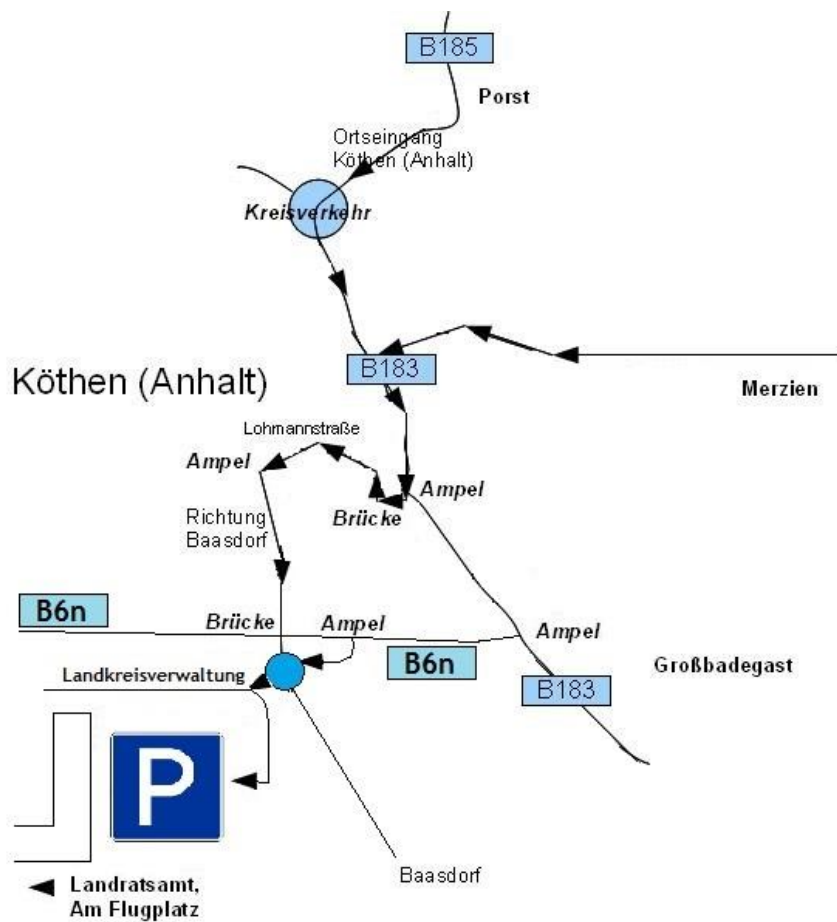 B185
Porst
Ortseingang
Köthen (Anhalt)
Kreisverkehr
B183
Köthen (Anhalt)
Merzien
Lohmannstraße
Ampel
Ampel
Brücke
Richtung
Baasdorf
B6n
Brücke
Ampel
Ampel
B6n
Großbadegast
Landkreisverwaltung
B183
P
Baasdorf
Landratsamt,
Am Flugplatz